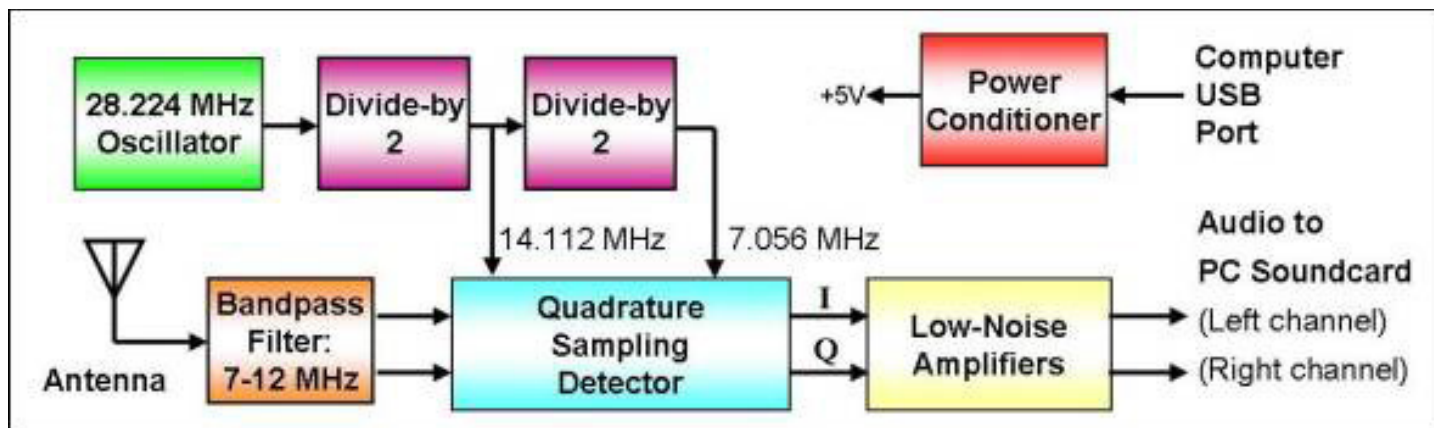 28.224 MHz
Oscillator
Divide-by
2
Divide-by
2
+5V
Power
Conditioner
Computer
USB
Port
14.112 MHz
7.056 MHz
Antenna
Bandpass
Filter:
7-12 MHz
Quadrature
Sampling
Detector
I
Q
Low-Noise
Amplifiers
Audio to
PC Soundcard
(Left channel)
(Right channel)